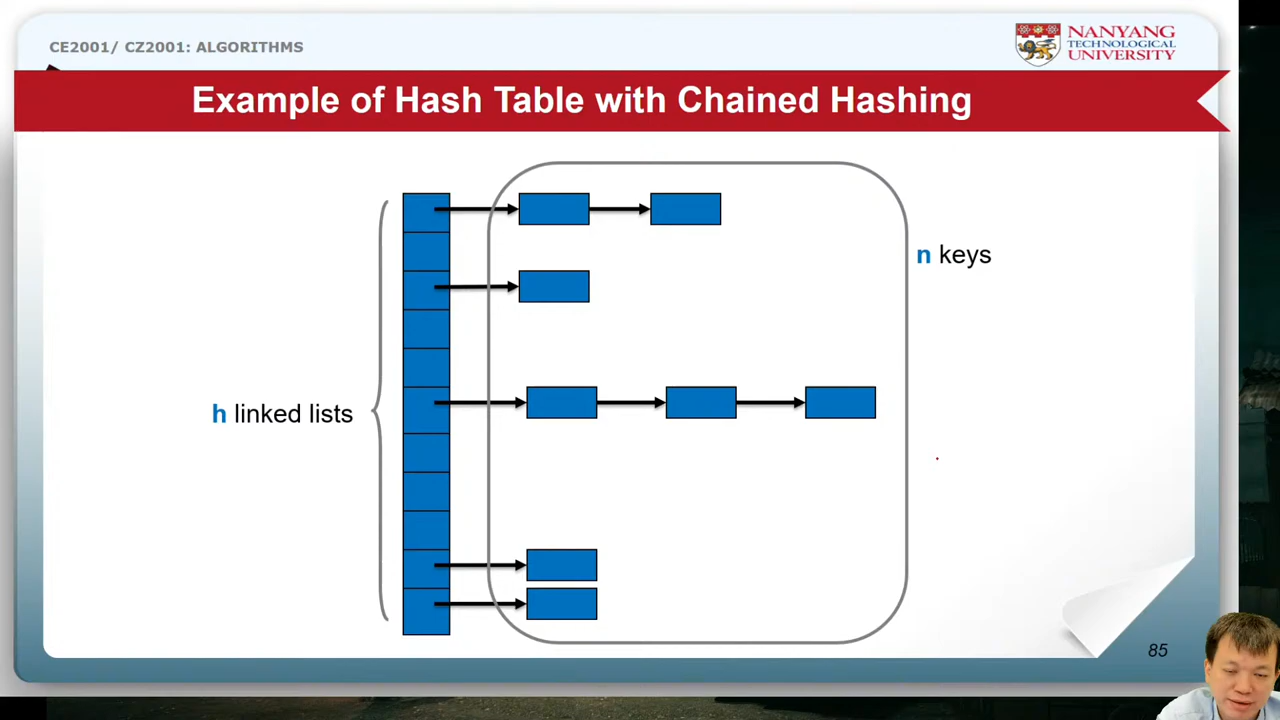 CE2001/ CZ2001: ALGORITHMS
NANYANG
TECHNOLOGICAL
UNIVERSITY
Example of Hash Table with Chained Hashing
n keys
h linked lists
85